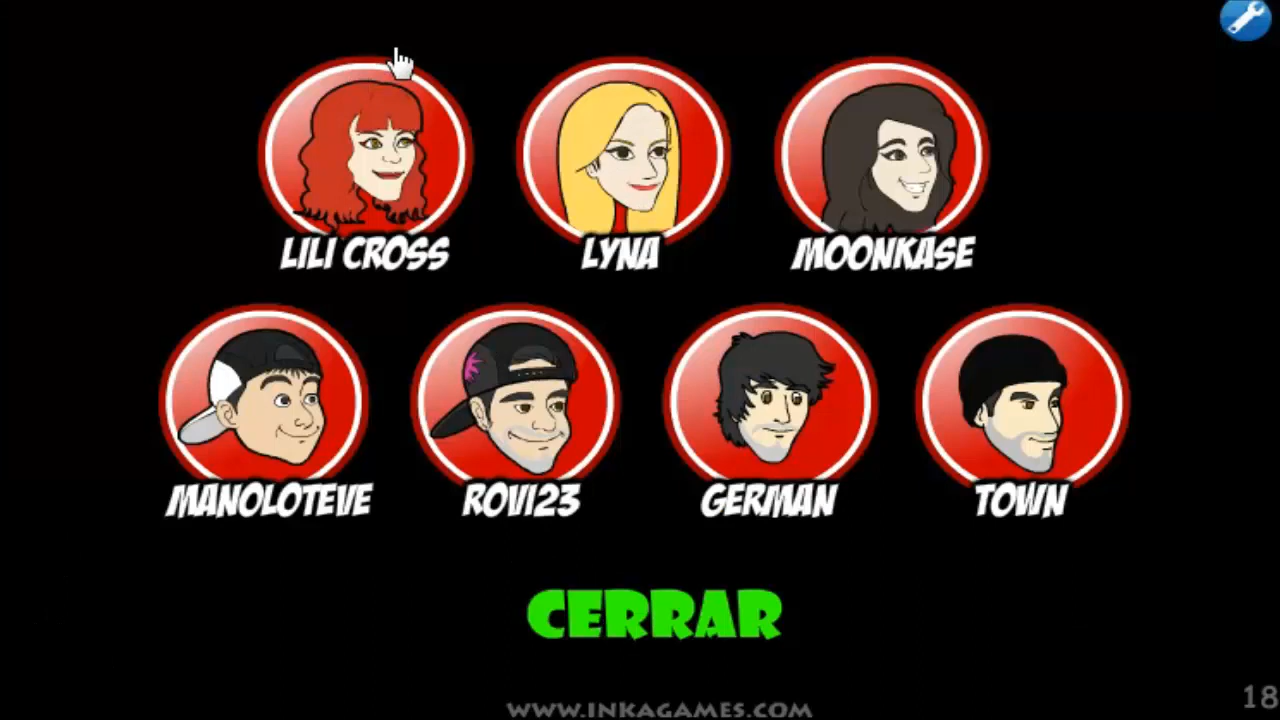 LILI CROSS
LYNA
MOONKASE
MANOLOTEVE
ROVI23
GERMAN
TOWN
CERRAR
WWW.INKAGAMES.COM
18